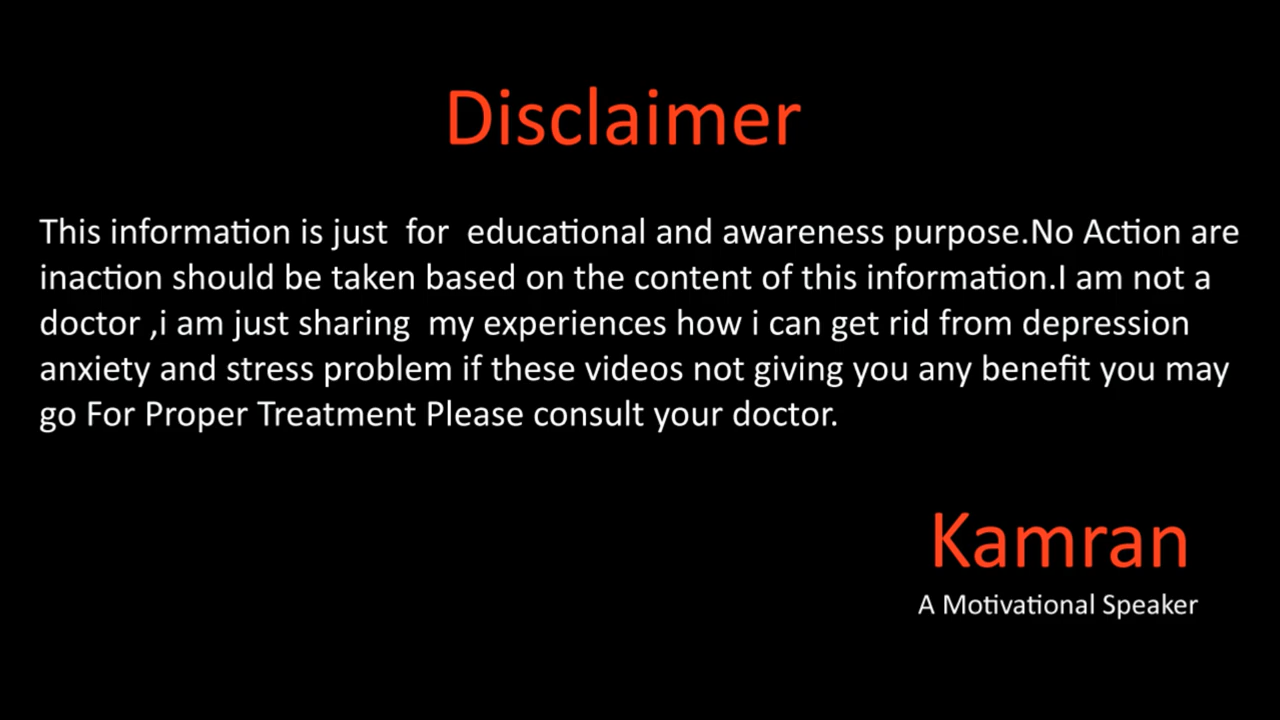 Disclaimer
This information is just  for  educational and awareness purpose.No Action are
inaction should be taken based on the content of this information.I am not a
doctor ,i am just sharing  my experiences how i can get rid from depression
anxiety and stress problem if these videos not giving you any benefit you may
go For Proper Treatment Please consult your doctor.
Kamran
A Motivational Speaker